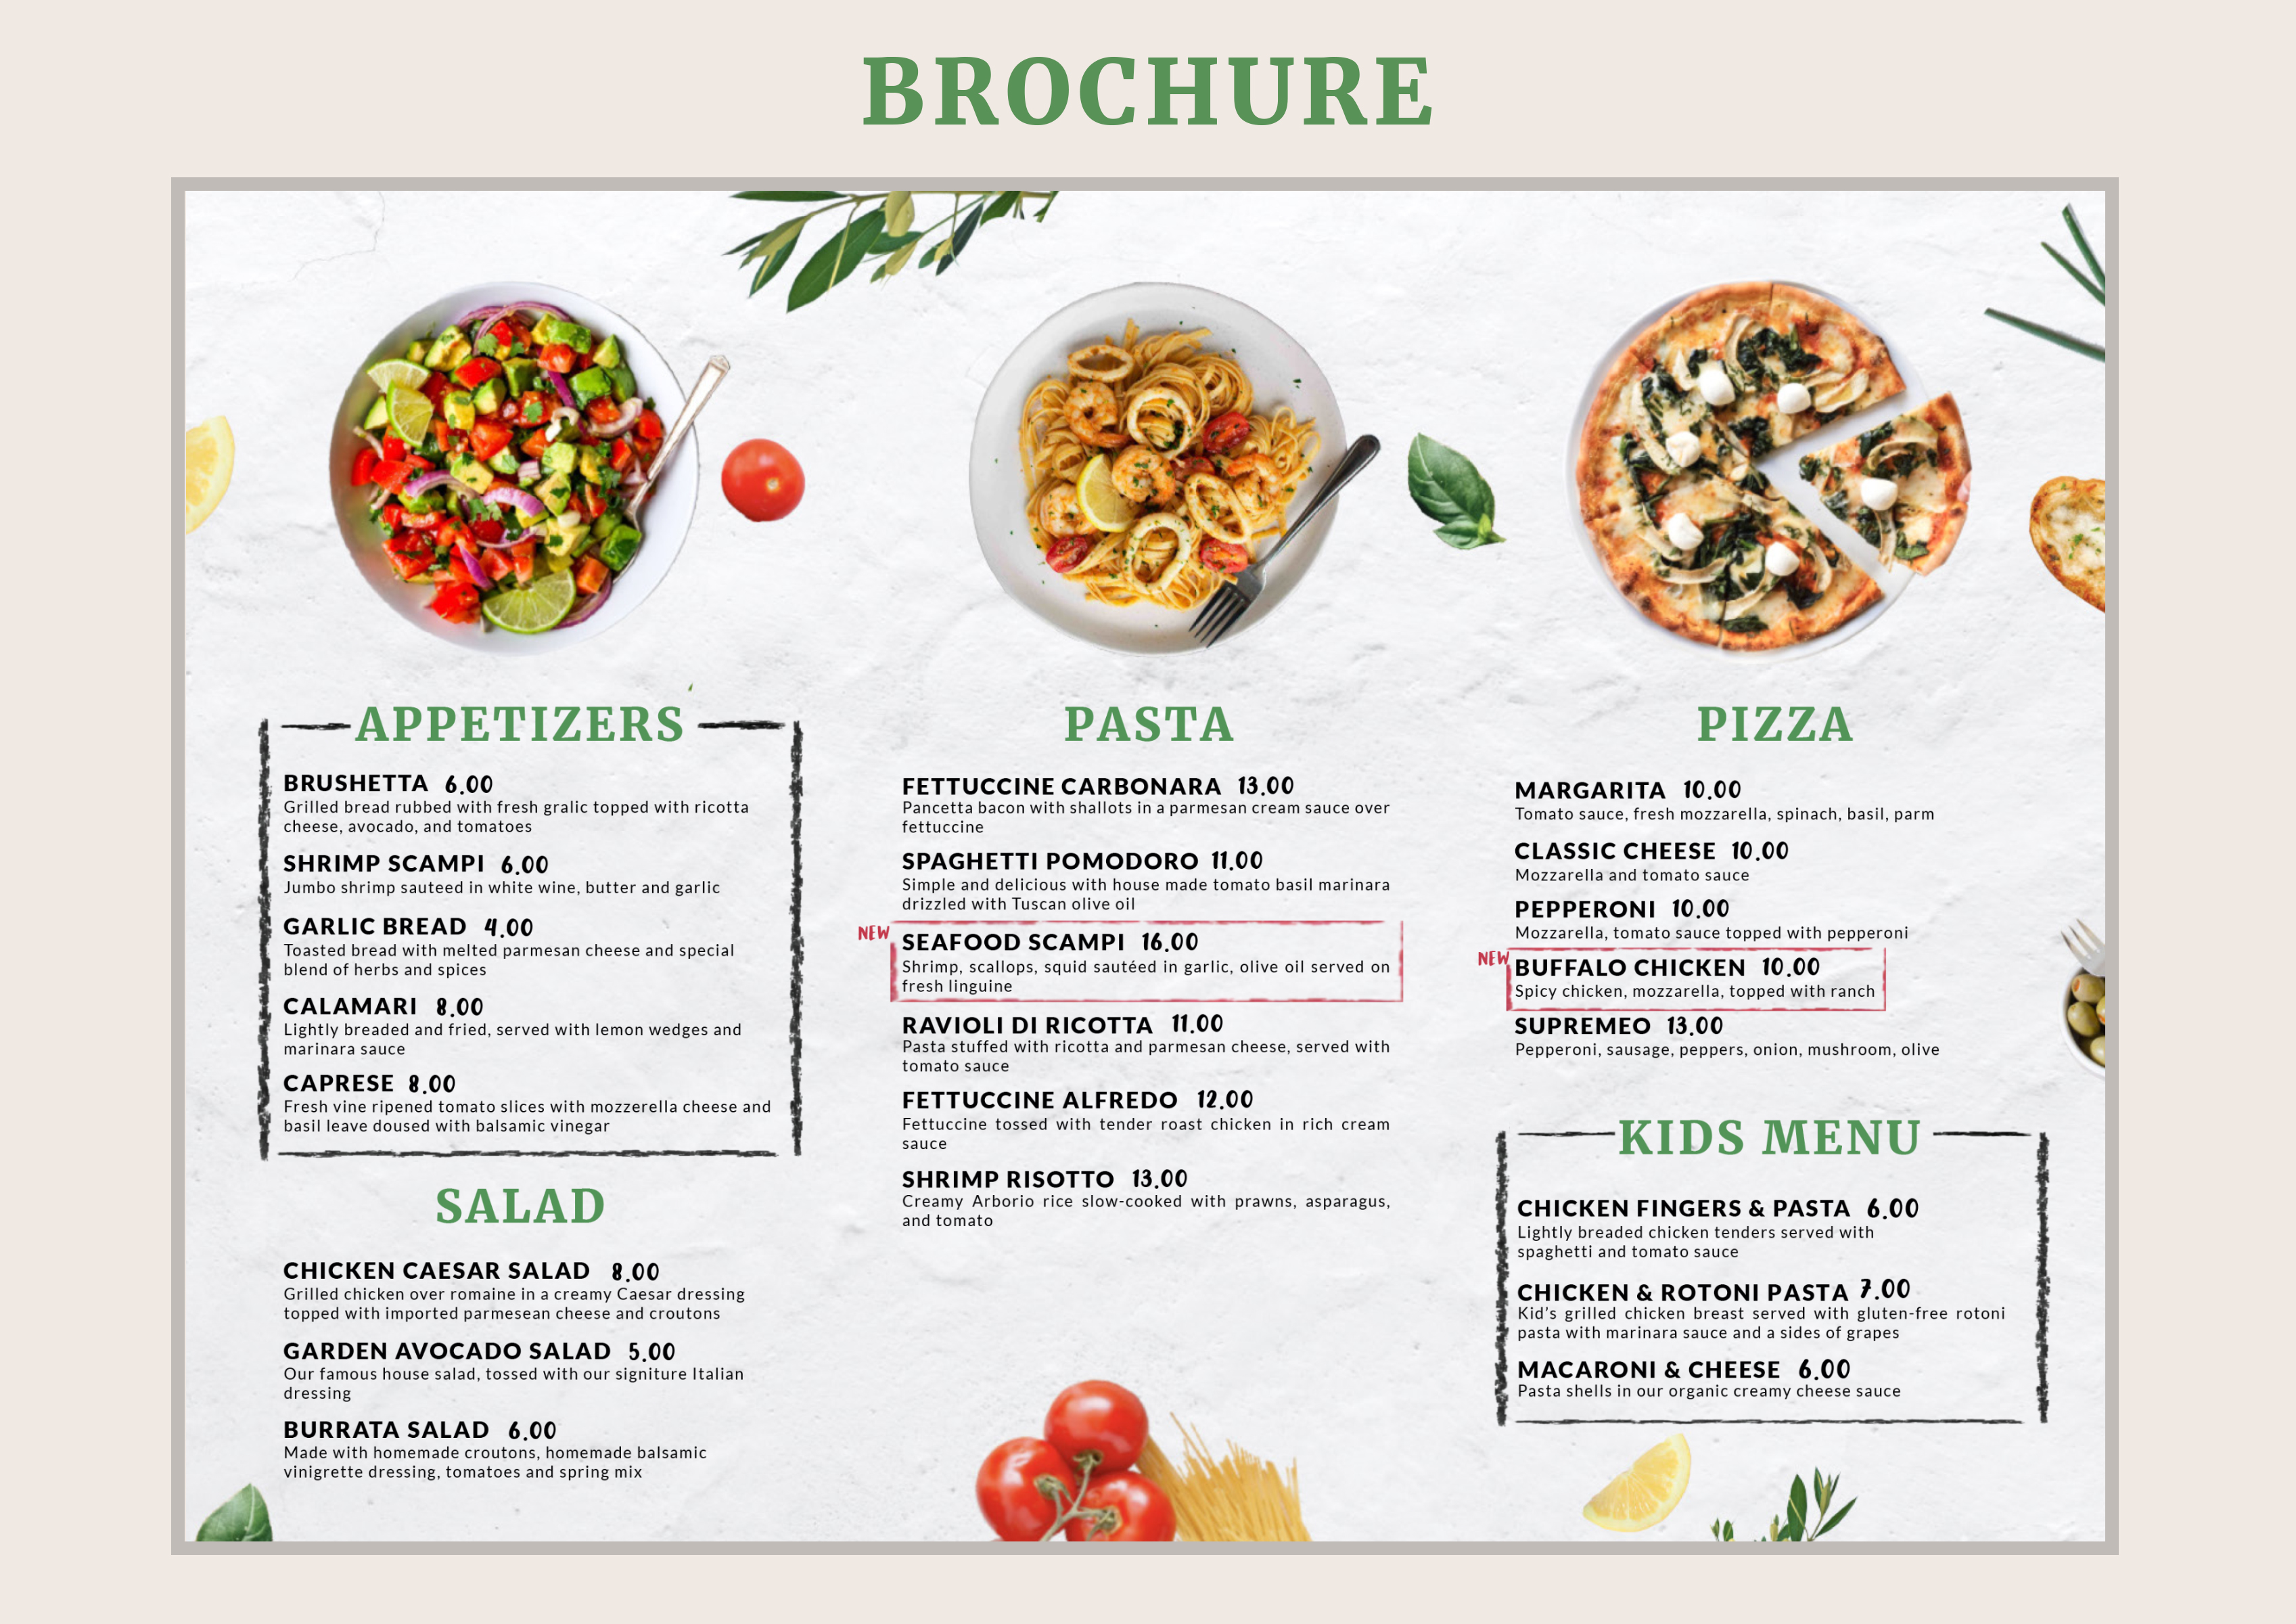 BROCHURE
APPETIZERS
BRUSHETTA 6.00
Grilled bread rubbed with fresh gralic topped with ricotta
cheese, avocado, and tomatoes
SHRIMP SCAMPI 6.00
Jumbo shrimp sauteed in white wine, butter and garlic
GARLIC BREAD 4.00
Toasted bread with melted parmesan cheese and special
blend of herbs and spices
CALAMARI 8.00
Lightly breaded and fried, served with lemon wedges and
marinara sauce
CAPRESE 8.00
Fresh vine ripened tomato slices with mozzerella cheese and
basil leave doused with balsamic vinegar
SALAD
CHICKEN CAESAR SALAD 8.00
Grilled chicken over romaine in a creamy Caesar dressing
topped with imported parmesean cheese and croutons
GARDEN AVOCADO SALAD 5.00
Our famous house salad, tossed with our signiture Italian
dressing
BURRATA SALAD 6.00
Made with homemade croutons, homemade balsamic
vinigrette dressing, tomatoes and spring mix
PASTA
FETTUCCINE CARBONARA 13.00
Pancetta bacon with shallots in a parmesan cream sauce over
fettuccine
SPAGHETTI POMODORO 11.00
Simple and delicious with house made tomato basil marinara
drizzled with Tuscan olive oil
NEW
SEAFOOD SCAMPI 16.00
Shrimp, scallops, squid sautéed in garlic, olive oil served on
fresh linguine
RAVIOLI DI RICOTTA 11.00
Pasta stuffed with ricotta and parmesan cheese, served with
tomato sauce
FETTUCCINE ALFREDO 12.00
Fettuccine tossed with tender roast chicken in rich cream
sauce
SHRIMP RISOTTO 13.00
Creamy Arborio rice slow-cooked with prawns, asparagus,
and tomato
PIZZA
MARGARITA 10.00
Tomato sauce, fresh mozzarella, spinach, basil, parm
CLASSIC CHEESE 10.00
Mozzarella and tomato sauce
PEPPERONI 10.00
Mozzarella, tomato sauce topped with pepperoni
NEW
BUFFALO CHICKEN 10.00
Spicy chicken, mozzarella, topped with ranch
SUPREMEO 13.00
Pepperoni, sausage, peppers, onion, mushroom, olive
KIDS MENU
CHICKEN FINGERS & PASTA 6.00
Lightly breaded chicken tenders served with
spaghetti and tomato sauce
CHICKEN & ROTONI PASTA 7.00
Kid's grilled chicken breast served with gluten-free rotoni
pasta with marinara sauce and a sides of grapes
MACARONI & CHEESE 6.00
Pasta shells in our organic creamy cheese sauce